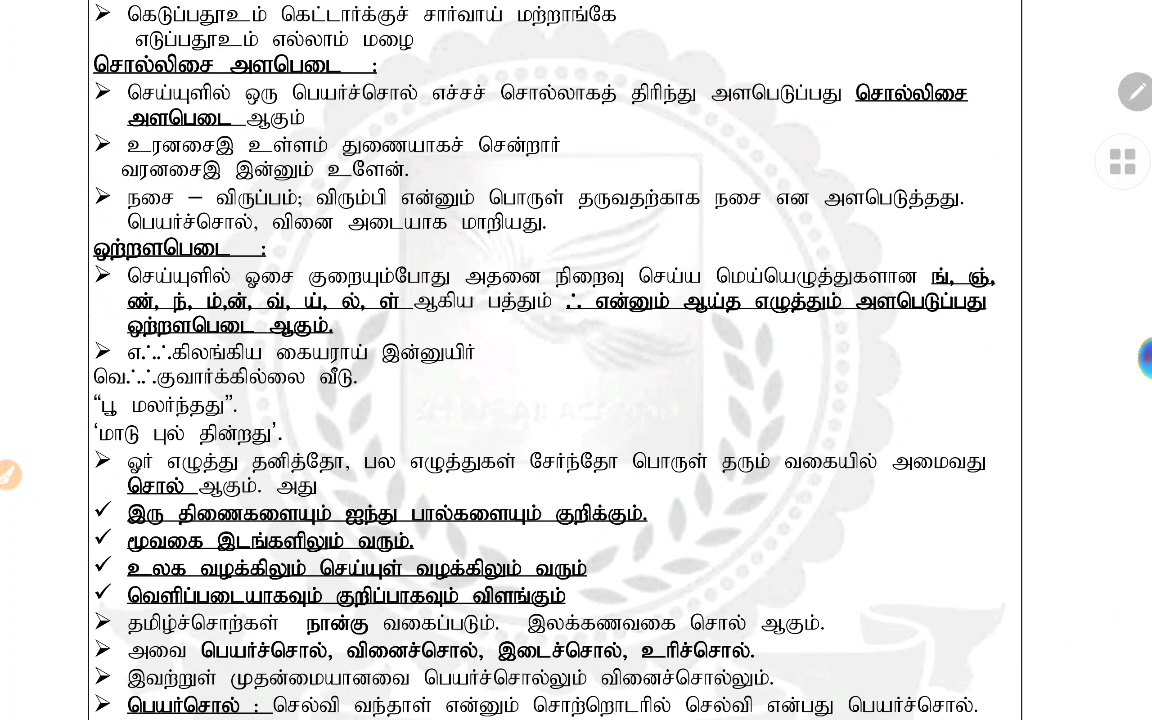 ➢ கெடுப்பதூஉம் கெட்டார்க்குச் சார்வாய் மற்றாங்கே
எடுப்பதூஉம் எல்லாம் மழை
சொல்லிசை அளபெடை :
➢ செய்யுளில் ஒரு பெயர்ச்சொல் எச்சச் சொல்லாகத் திரிந்து அளபெடுப்பது சொல்லிசை
அளபெடை ஆகும்
➢ உரனசைஇ உள்ளம் துணையாகச் சென்றார்
வரனசைஇ இன்னும் உளேன்.
➢ நசை – விருப்பம்; விரும்பி என்னும் பொருள் தருவதற்காக நசை என அளபெடுத்தது.
பெயர்ச்சொல், வினை அடையாக மாறியது.
ஒற்றளபெடை :
➢ செய்யுளில் ஓசை குறையும்போது அதனை நிறைவு செய்ய மெய்யெழுத்துகளான ங், ஞ்,
ண், ந், ம்,ன், வ், ய், ல், ள் ஆகிய பத்தும் ஃ என்னும் ஆய்த எழுத்தும் அளபெடுப்பது
ஒற்றளபெடை ஆகும்.
➢ எஃஃகிலங்கிய கையராய் இன்னுயிர்
வெஃஃகுவார்க்கில்லை வீடு.
“பூ மலர்ந்தது”.
‘மாடு புல் தின்றது’.
➢ ஓர் எழுத்து தனித்தோ, பல எழுத்துகள் சேர்ந்தோ பொருள் தரும் வகையில் அமைவது
சொல் ஆகும். அது
✓ இரு திணைகளையும் ஐந்து பால்களையும் குறிக்கும்.
✓ மூவகை இடங்களிலும் வரும்.
✓ உலக வழக்கிலும் செய்யுள் வழக்கிலும் வரும்
✓ வெளிப்படையாகவும் குறிப்பாகவும் விளங்கும்
➢ தமிழ்ச்சொற்கள் நான்கு வகைப்படும். இலக்கணவகை சொல் ஆகும்.
➢ அவை பெயர்ச்சொல், வினைச்சொல், இடைச்சொல், உரிச்சொல்.
➢ இவற்றுள் முதன்மையானவை பெயர்ச்சொல்லும் வினைச்சொல்லும்.
➢ பெயர்சொல் : செல்வி வந்தாள் என்னும் சொற்றொடரில் செல்வி என்பது பெயர்ச்சொல்.